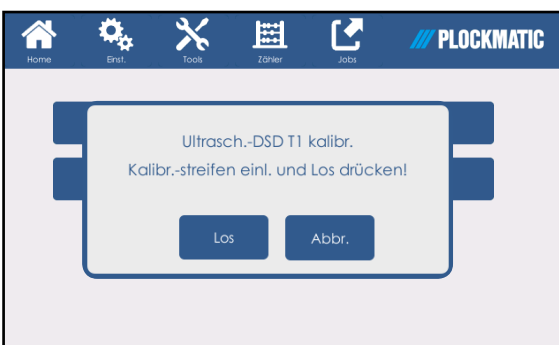 Home Einst. Tools Zähler Jobs PLOCKMATIC
Ultrasch.-DSD T1 kalibr.
Kalibr.-streifen einl. und Los drücken!
Los Abbr.